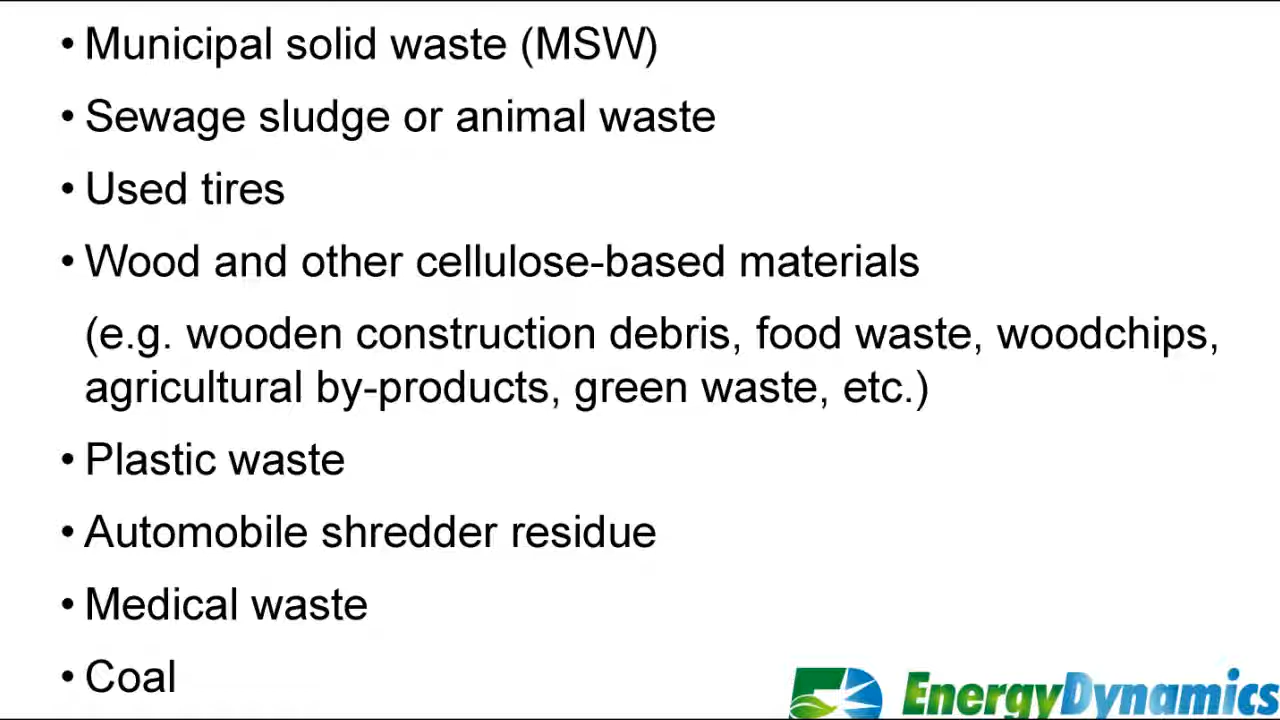 • Municipal solid waste (MSW)
• Sewage sludge or animal waste
• Used tires
• Wood and other cellulose-based materials
(e.g. wooden construction debris, food waste, woodchips,
agricultural by-products, green waste, etc.)
• Plastic waste
• Automobile shredder residue
• Medical waste
• Coal
EnergyDynamics